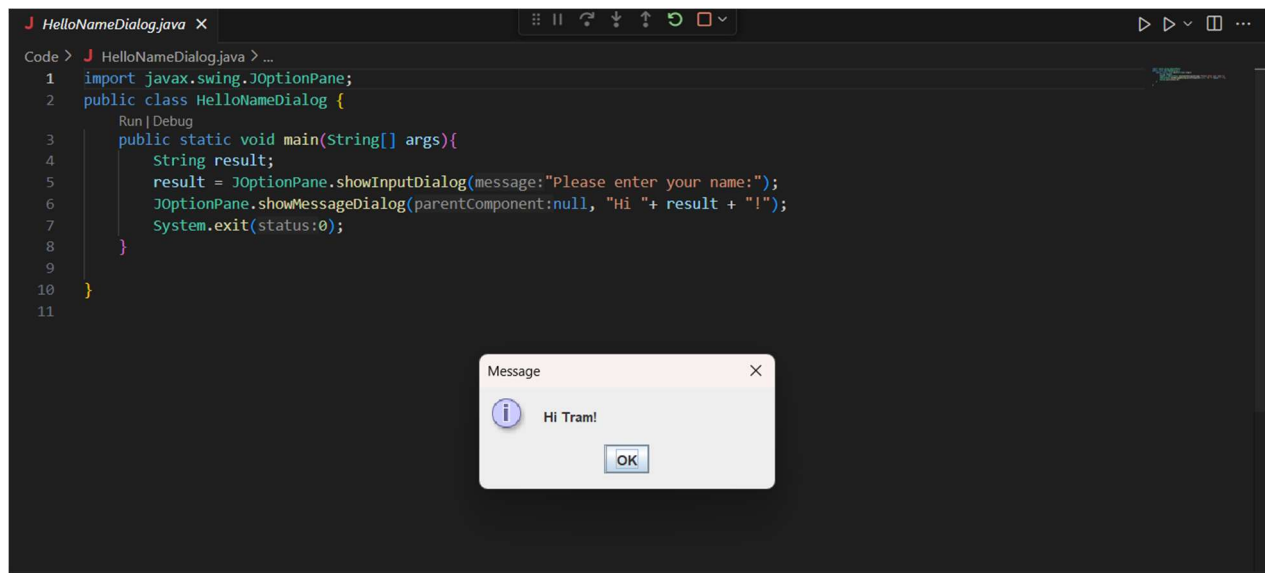 J HelloNameDialog.java
Code > J HelloNameDialog.java > ...
1 import javax.swing.JOptionPane;
2 public class HelloNameDialog {
Run | Debug
3 public static void main(String[] args){
4 String result;
5 result = JOptionPane.showInputDialog(message:"Please enter your name:");
6 JOptionPane.showMessageDialog(parentComponent:null, "Hi "+ result + "!");
7 System.exit(status:0);
8 }
9
10 }
11
Message
i
Hi Tram!
OK